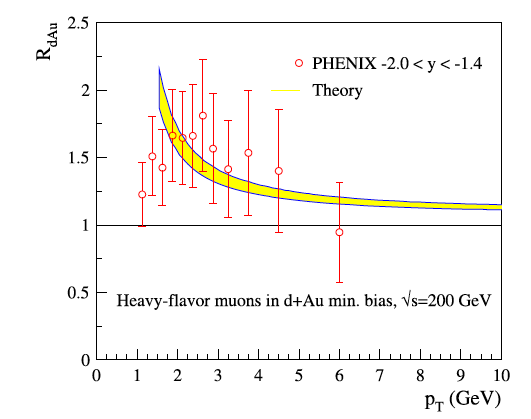 R_dAu
2.5
2
1.5
1
0.5
0
PHENIX -2.0 < y < -1.4
Theory
Heavy-flavor muons in d+Au min. bias, √s=200 GeV
0 1 2 3 4 5 6 7 8 9 10
p_T (GeV)